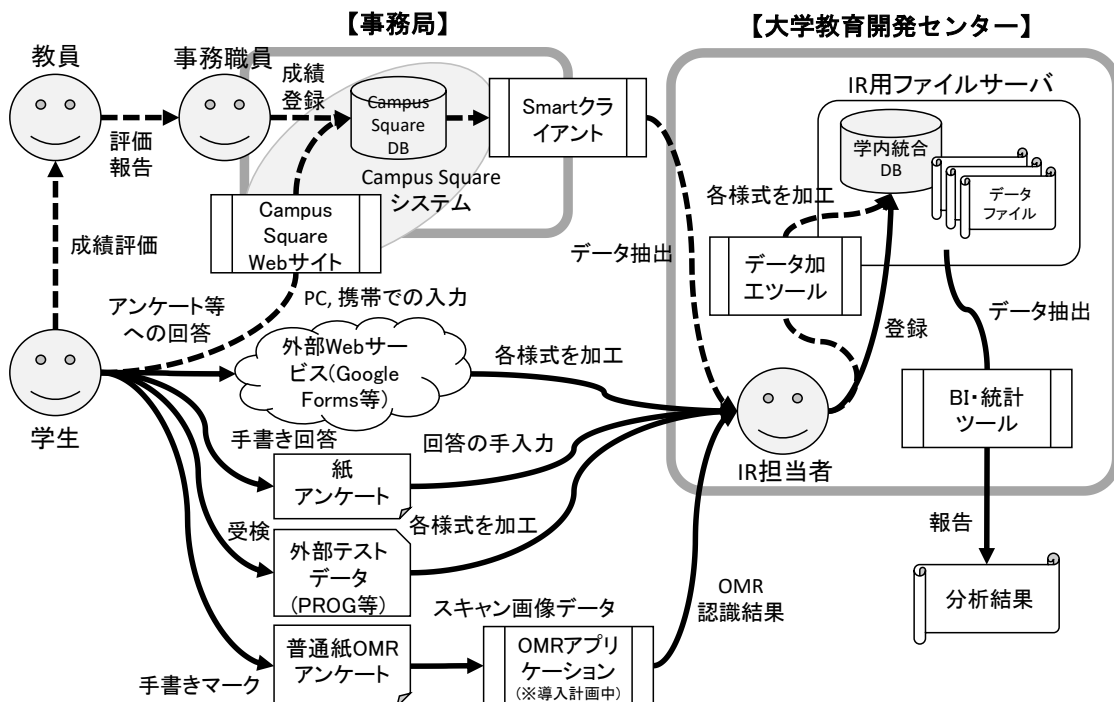 【事務局】
【大学教育開発センター】
教員
事務職員
成績
登録
評価
報告
Campus
Square
DB
Campus Square
システム
Smartクラ
イアント
Campus
Square
Webサイト
成績評価
アンケート等
への回答
PC, 携帯での入力
学生
外部Webサー
ビス(Google
Forms等)
各様式を加工
手書き回答
紙
アンケート
回答の手入力
受検
外部テスト
データ
(PROG等)
各様式を加工
手書きマーク
普通紙OMR
アンケート
スキャン画像データ
OMRアプリ
ケーション
(※導入計画中)
OMR
認識結果
データ抽出
IR用ファイルサーバ
学内統合
DB
データ
ファイル
各様式を加工
データ加
工ツール
登録
IR担当者
データ抽出
BI・統計
ツール
報告
分析結果